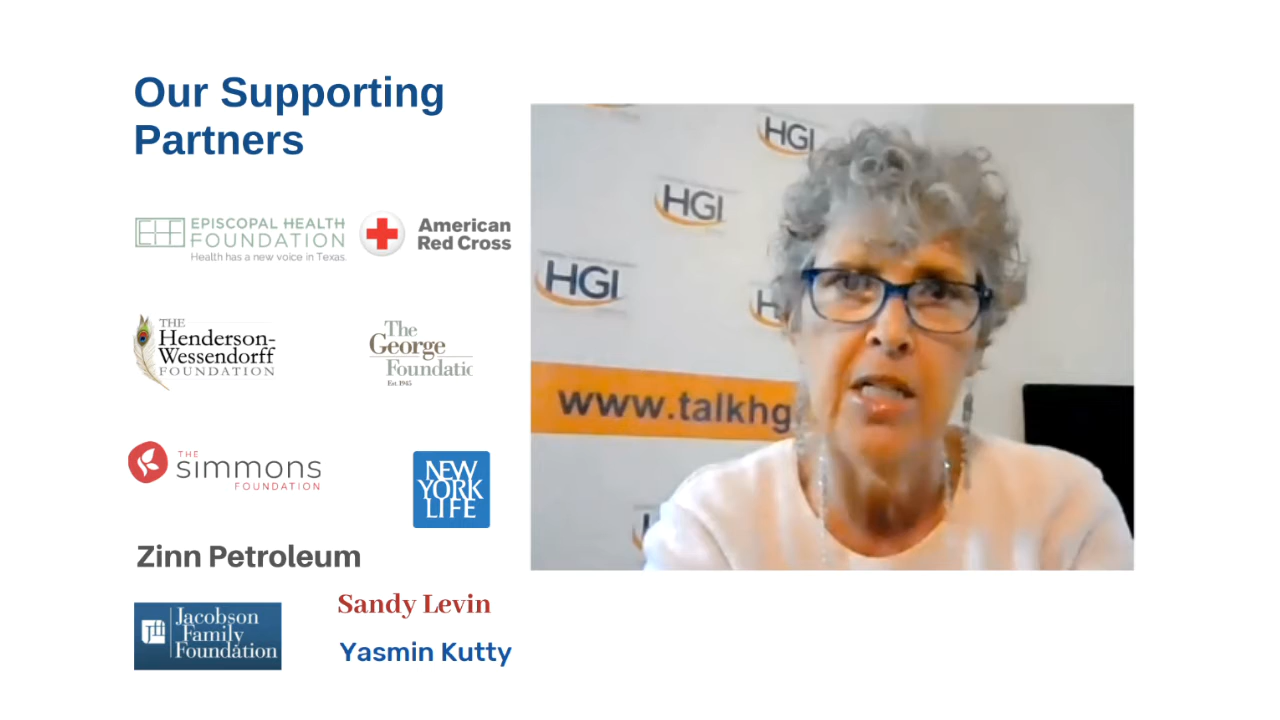 Our Supporting
Partners
EHF
EPISCOPAL HEALTH
FOUNDATION
Health has a new voice in Texas.
American
Red Cross
THE
Henderson-
Wessendorff
FOUNDATION
The
George
Foundatic
Est. 1945
THE
simmons
FOUNDATION
NEW
YORK
LIFE
Zinn Petroleum
Jacobson
Family
Foundation
Sandy Levin
Yasmin Kutty
HGI
HGI
HGI
H
www.talkhg